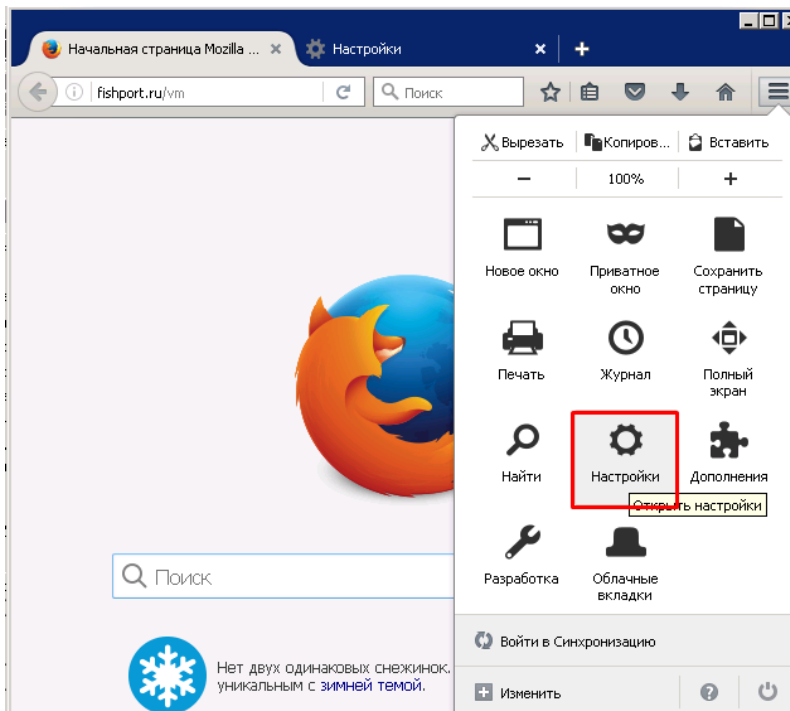 Начальная страница Mozilla ...
Настройки
fishport.ru/vm
Поиск
Вырезать
Копиров...
Вставить
100%
Новое окно
Приватное
окно
Сохранить
страницу
Печать
Журнал
Полный
экран
Найти
Настройки
Дополнения
Открыть настройки
Разработка
Облачные
вкладки
Поиск
Войти в Синхронизацию
Нет двух одинаковых снежинок.
уникальным с зимней темой.
Изменить